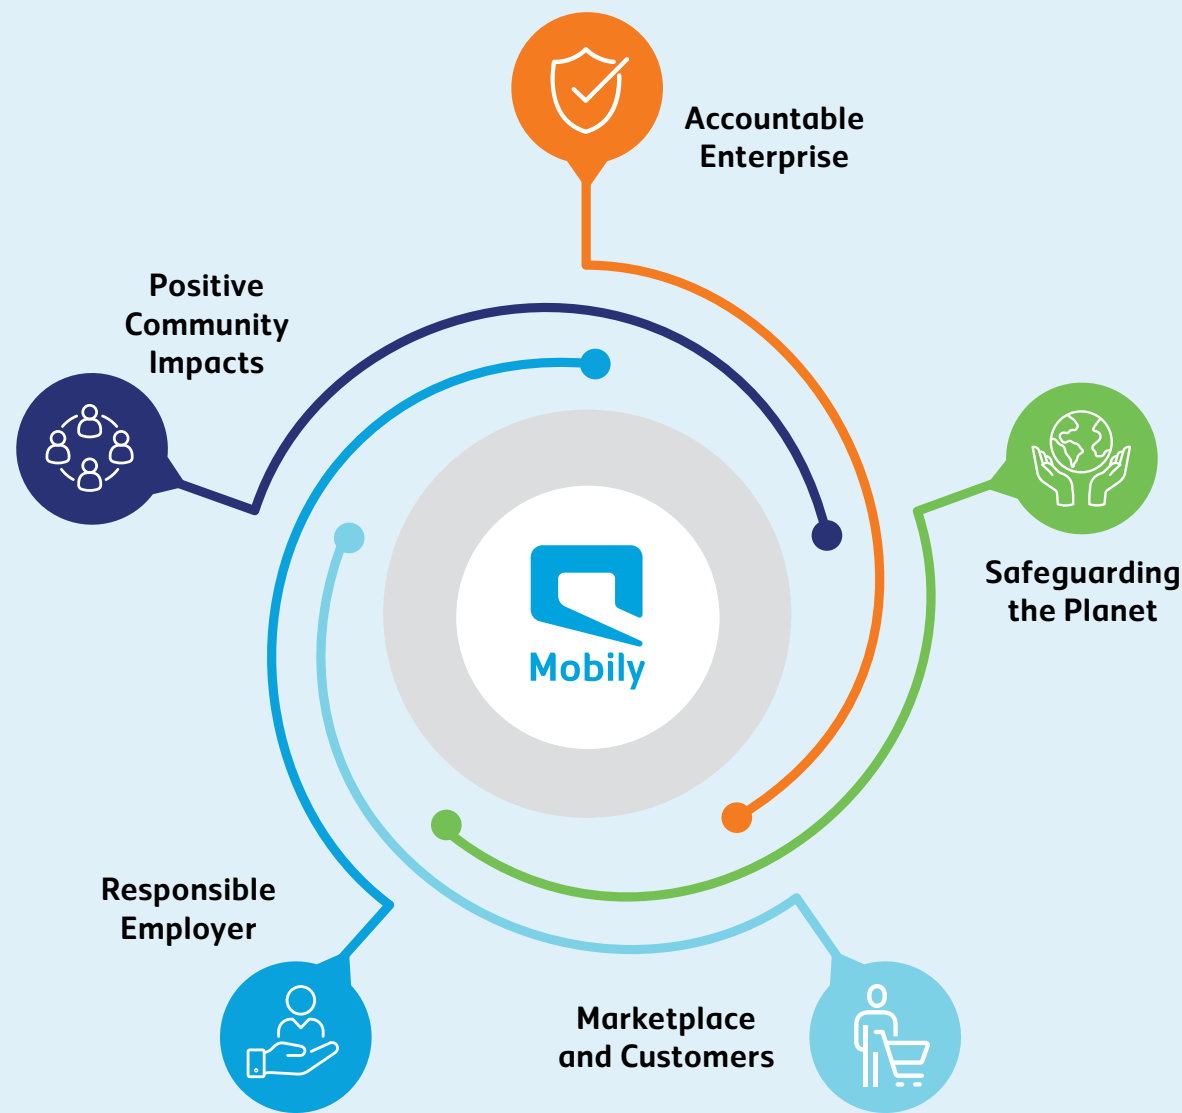 Accountable
Enterprise
Positive
Community
Impacts
Safeguarding
the Planet
Mobily
Responsible
Employer
Marketplace
and Customers